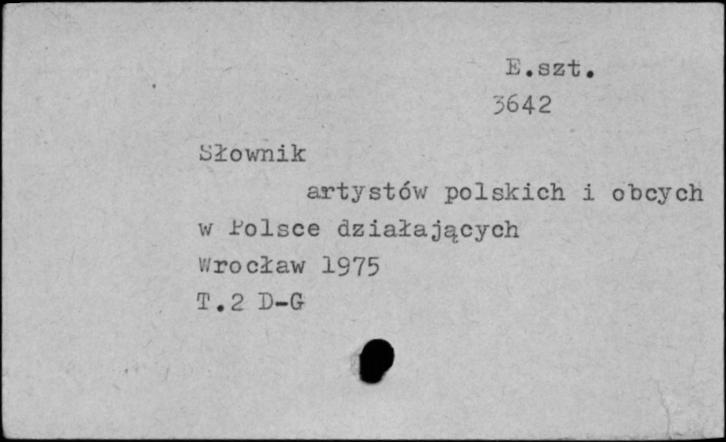 E.szt.
3642
Słownik
artystów polskich i obcych
w Polsce działających
Wrocław 1975
T.2 D-G